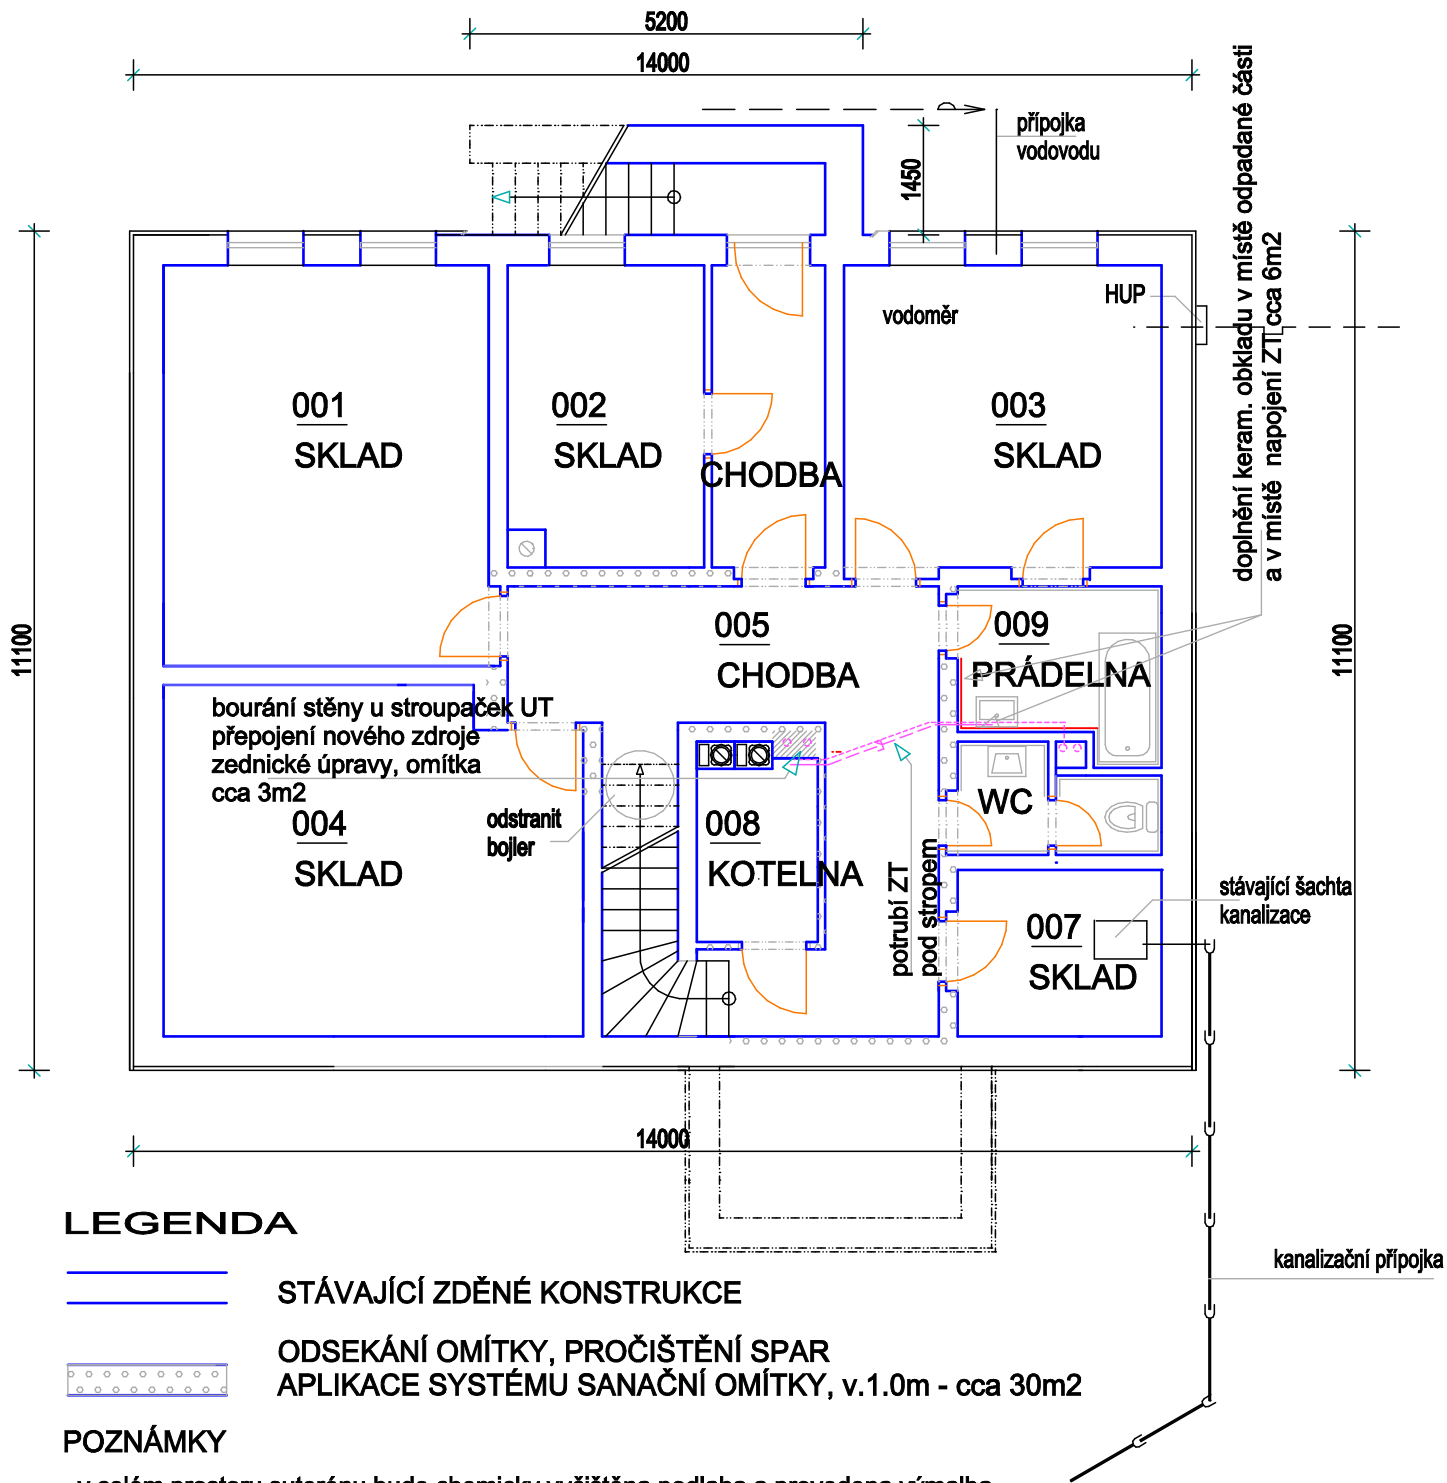 5200
14000
přípojka
vodovodu
1450
doplnění keram. obkladu v místě odpadané části
a v místě napojení ZT cca 6m2
HUP
vodoměr
001
SKLAD
002
SKLAD
CHODBA
003
SKLAD
11100
11100
005
CHODBA
009
PRÁDELNA
bourání stěny u stroupaček UT
přepojení nového zdroje
zednické úpravy, omítka
cca 3m2
004
SKLAD
odstranit
bojler
008
KOTELNA
WC
potrubí ZT
pod stropem
stávající šachta
kanalizace
007
SKLAD
14000
LEGENDA
STÁVAJÍCÍ ZDĚNÉ KONSTRUKCE
ODSEKÁNÍ OMÍTKY, PROČIŠTĚNÍ SPAR
APLIKACE SYSTÉMU SANAČNÍ OMÍTKY, v.1.0m - cca 30m2
kanalizační přípojka
POZNÁMKY